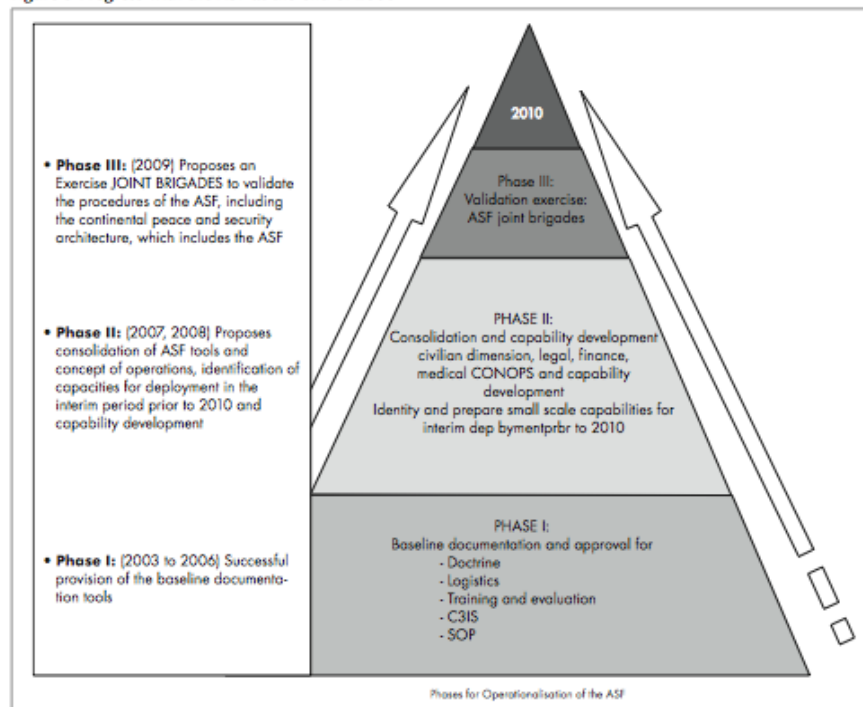 • Phase III: (2009) Proposes an
Exercise JOINT BRIGADES to validate
the procedures of the ASF, including
the continental peace and security
architecture, which includes the ASF
• Phase II: (2007, 2008) Proposes
consolidation of ASF tools and
concept of operations, identification of
capacities for deployment in the
interim period prior to 2010 and
capability development
• Phase I: (2003 to 2006) Successful
provision of the baseline documenta-
tion tools
2010
Phase III:
Validation exercise:
ASF joint brigades
PHASE II:
Consolidation and capability development
civilian dimension, legal, finance,
medical CONOPS and capability
development
Identity and prepare small scale capabilities for
interim dep bymentprbr to 2010
PHASE I:
Baseline documentation and approval for
- Doctrine
- Logistics
- Training and evaluation
- C3IS
- SOP
Phases for Operationalisation of the ASF